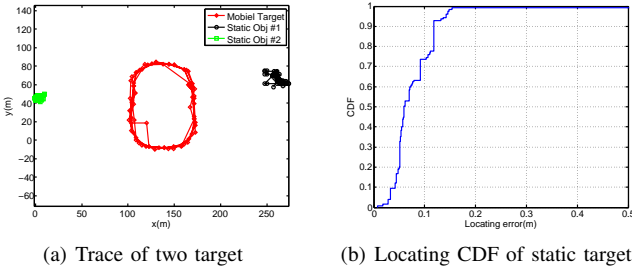 140
120
100
80
60
40
20
0
−20
−40
−60
y(m)
0 50 100 150 200 250
x(m)
Mobiel Target
Static Obj #1
Static Obj #2
(a) Trace of two target
1
0.9
0.8
0.7
0.6
0.5
0.4
0.3
0.2
0.1
0
CDF
0 0.1 0.2 0.3 0.4 0.5
Locating error(m)
(b) Locating CDF of static target